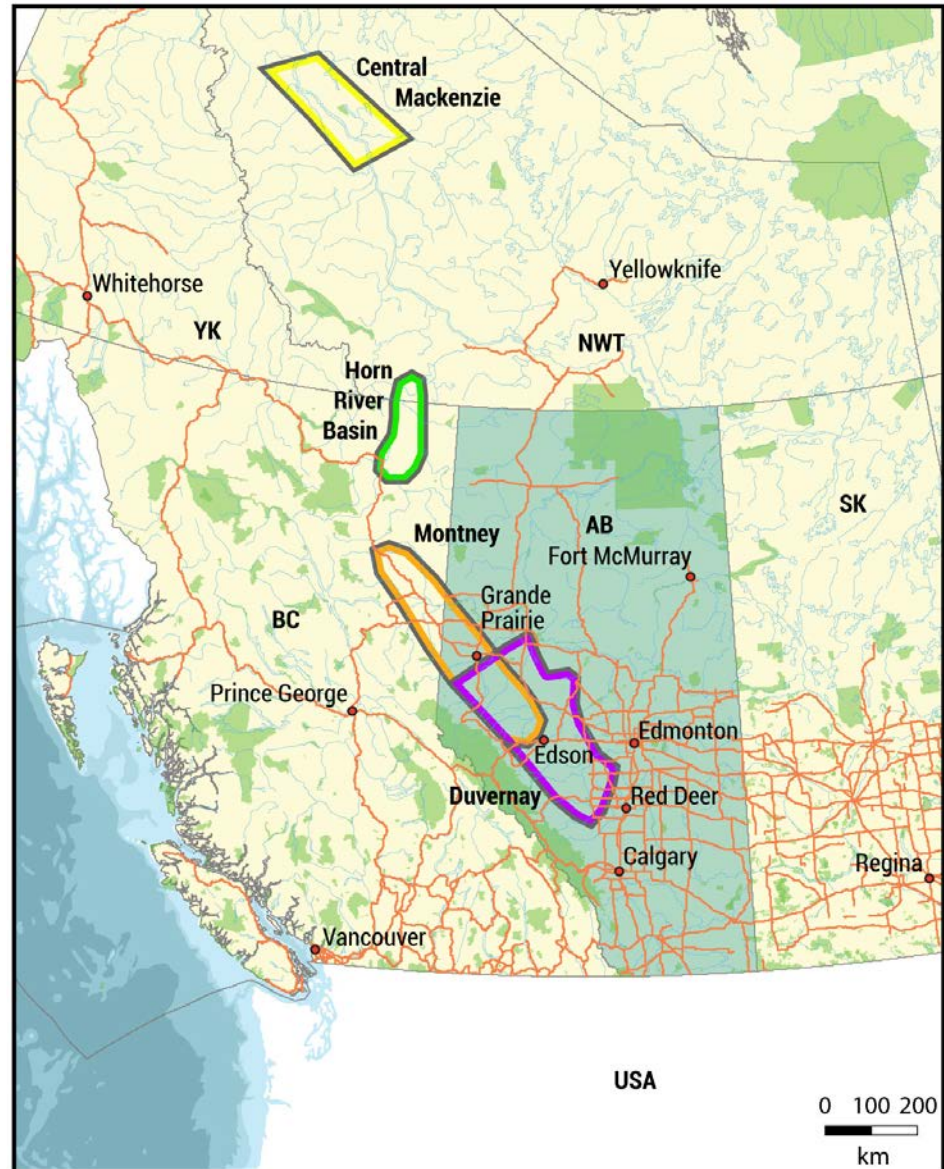 Central
Mackenzie
Yellowknife
Whitehorse
YK
NWT
Horn
River
Basin
SK
Montney
AB
Fort McMurray
Grande
Prairie
BC
Prince George
Edmonton
Edson
Duvernay
Red Deer
Calgary
Regina
Vancouver
USA
0 100 200
km